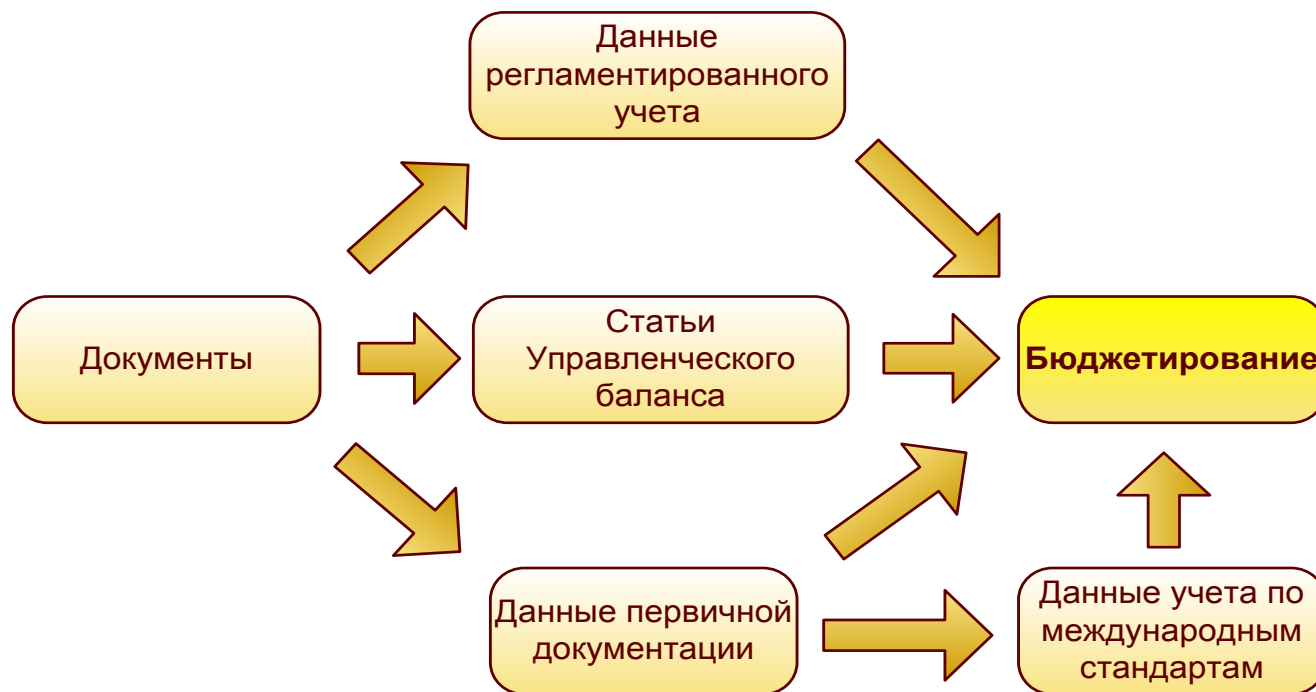 Данные
регламентированного
учета
Документы
Статьи
Управленческого
баланса
Бюджетирование
Данные первичной
документации
Данные учета по
международным
стандартам